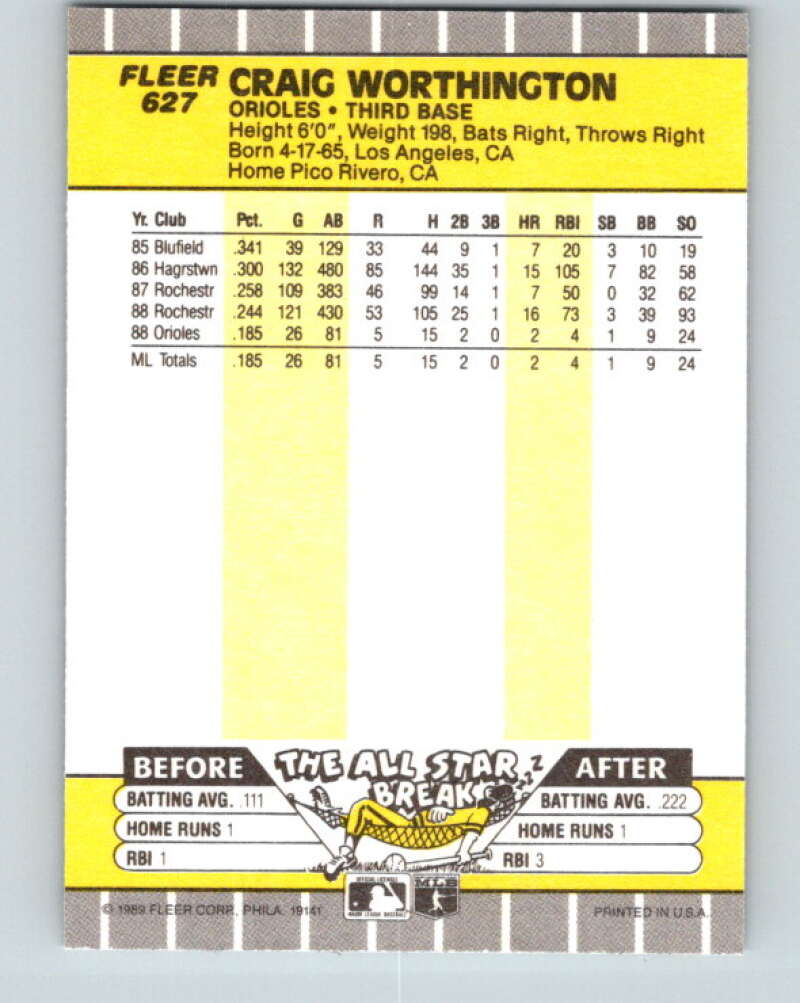 FLEER
627
CRAIG WORTHINGTON
ORIOLES • THIRD BASE
Height 6'0", Weight 198, Bats Right, Throws Right
Born 4-17-65, Los Angeles, CA
Home Pico Rivero, CA
Yr. Club Pct. G AB R H 2B 3B HR RBI SB BB SO
85 Blufield .341 39 129 33 44 9 1 7 20 3 10 19
86 Hagrstwn .300 132 480 85 144 35 1 15 105 7 82 58
87 Rochestr .258 109 383 46 99 14 1 7 50 0 32 62
88 Rochestr .244 121 430 53 105 25 1 16 73 3 39 93
88 Orioles .185 26 81 5 15 2 0 2 4 1 9 24
ML Totals .185 26 81 5 15 2 0 2 4 1 9 24
BEFORE THE ALL STAR BREAK AFTER
ZZZ
BATTING AVG. .111 BATTING AVG. .222
HOME RUNS 1 HOME RUNS 1
RBI 1 RBI 3
OFFICIAL LICENSEE
MAJOR LEAGUE BASEBALL
MLB
© 1989 FLEER CORP., PHILA. 19141 PRINTED IN U.S.A.